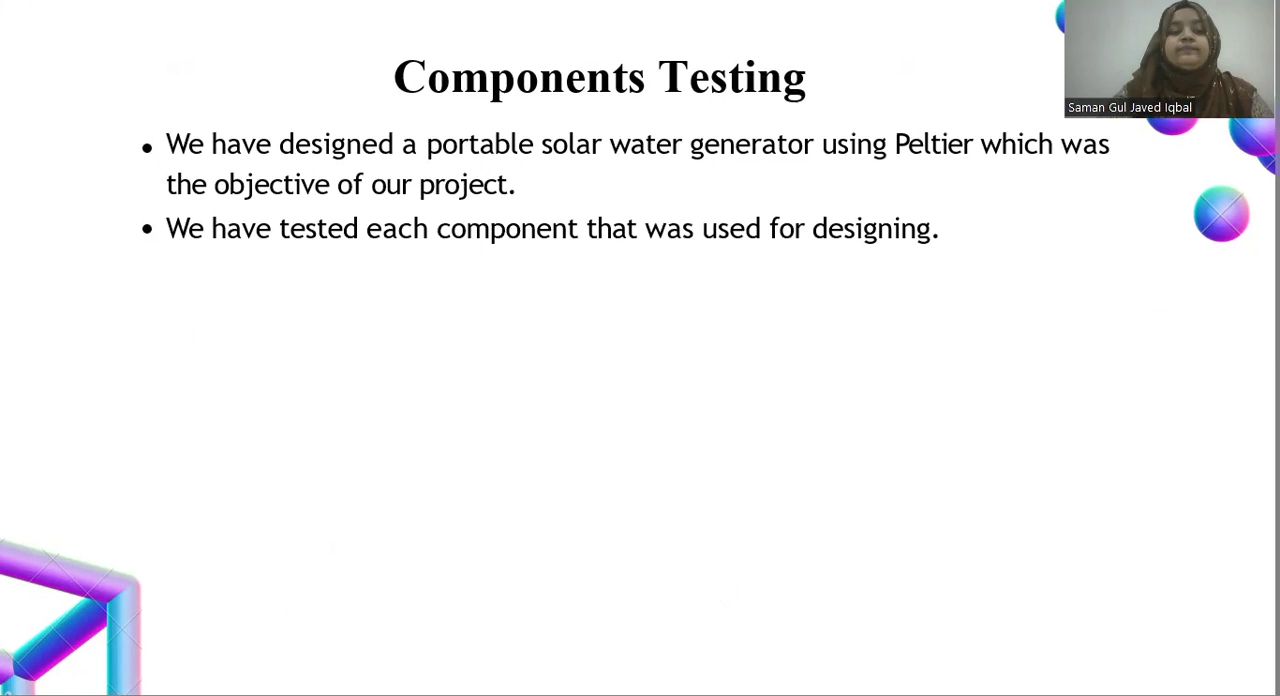 Components Testing
Saman Gul Javed Iqbal
• We have designed a portable solar water generator using Peltier which was
the objective of our project.
• We have tested each component that was used for designing.